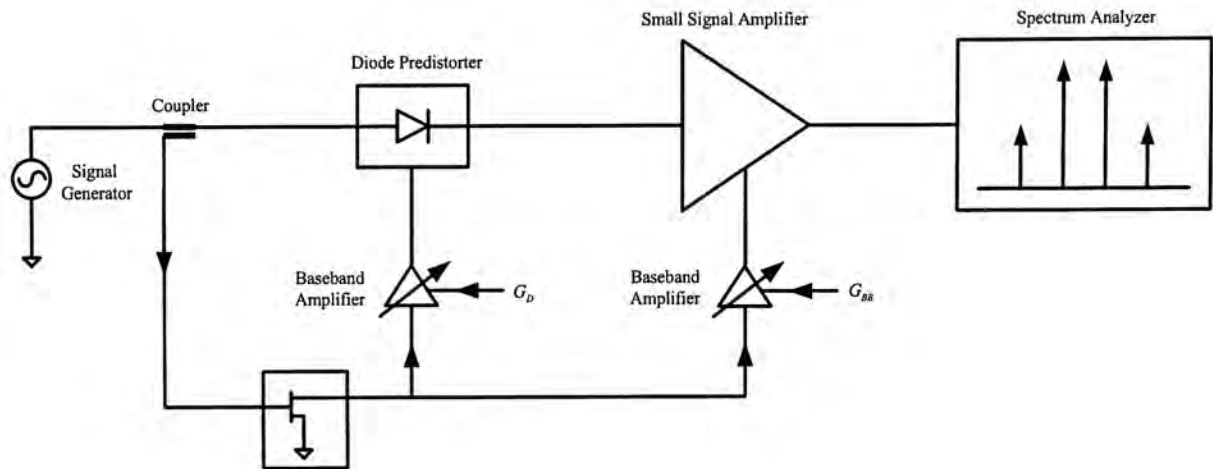 Small Signal Amplifier
Spectrum Analyzer
Diode Predistorter
Coupler
Signal
Generator
Baseband
Amplifier
G_D
Baseband
Amplifier
G_BB